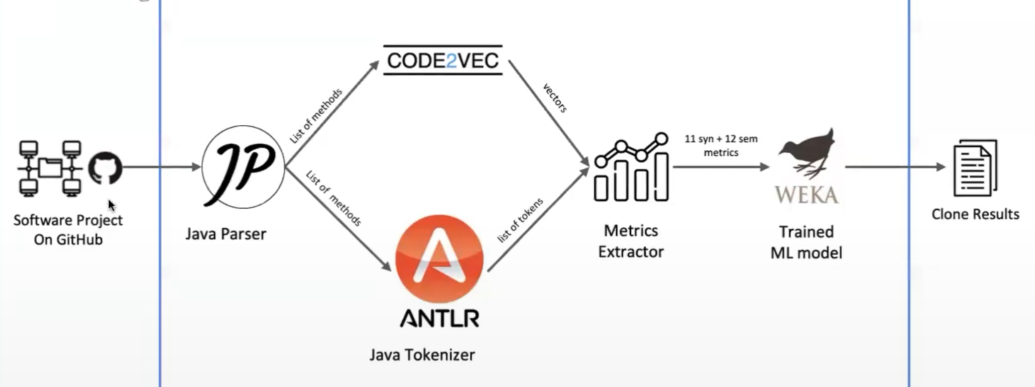 Software Project
On GitHub
JP
Java Parser
List of methods
List of methods
CODE2VEC
ANTLR
Java Tokenizer
vectors
list of tokens
Metrics
Extractor
11 syn + 12 sem
metrics
WEKA
Trained
ML model
Clone Results